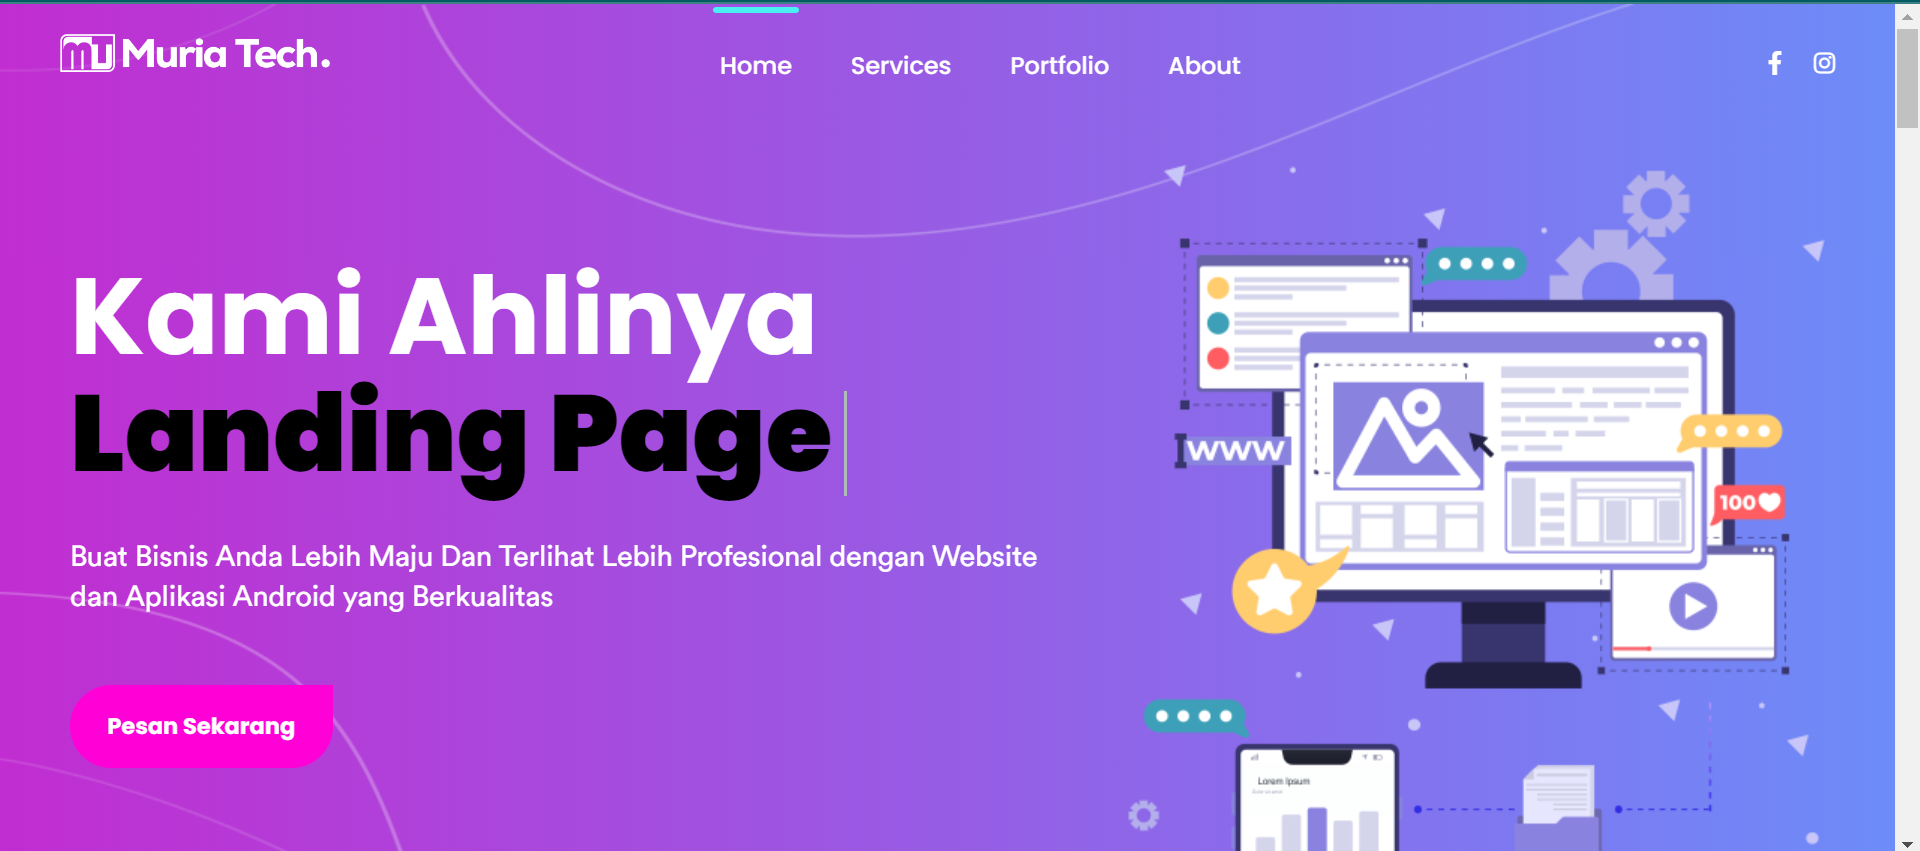 mu Muria Tech.
Home Services Portfolio About
Kami Ahlinya
Landing Page
Buat Bisnis Anda Lebih Maju Dan Terlihat Lebih Profesional dengan Website
dan Aplikasi Android yang Berkualitas
Pesan Sekarang
www
100
Lorem Ipsum